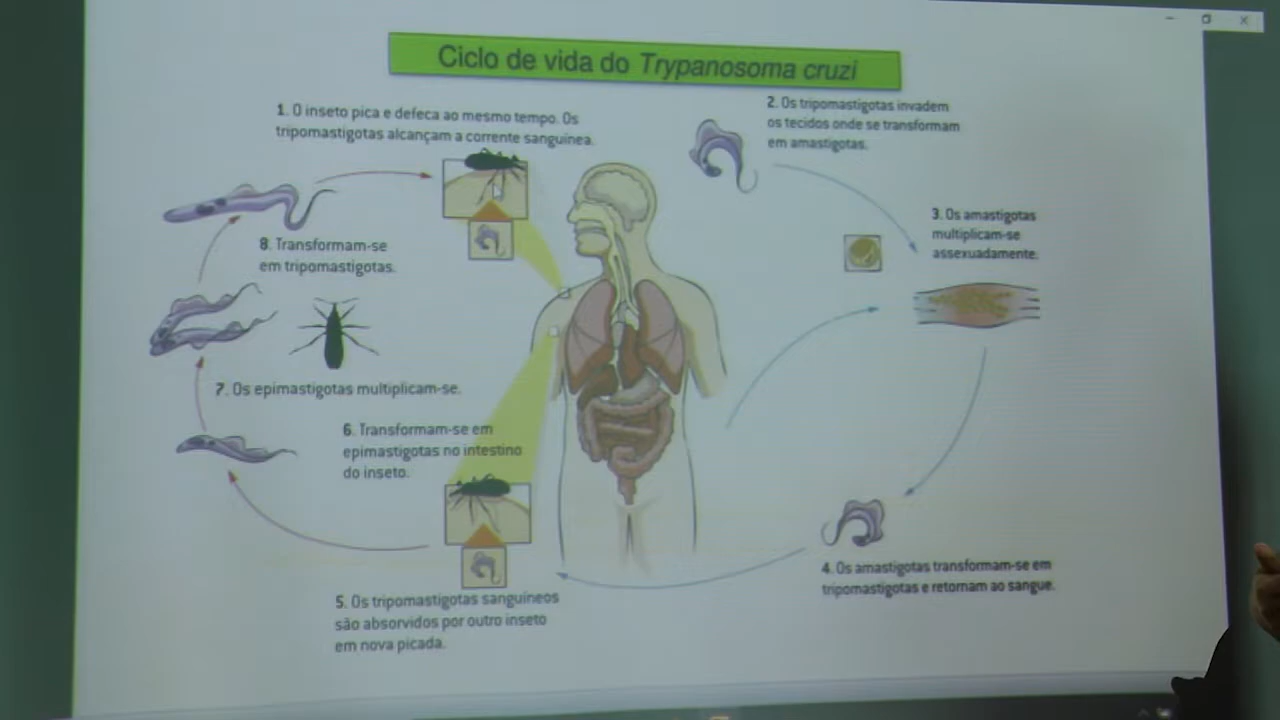 Ciclo de vida do Trypanosoma cruzi
1. O inseto pica e defeca ao mesmo tempo. Os
tripomastigotas alcançam a corrente sanguínea.
2. Os tripomastigotas invadem
os tecidos onde se transformam
em amastigotas.
3. Os amastigotas
multiplicam-se
assexuadamente.
8. Transformam-se
em tripomastigotas.
7. Os epimastigotas multiplicam-se.
6. Transformam-se em
epimastigotas no intestino
do inseto.
4. Os amastigotas transformam-se em
tripomastigotas e retornam ao sangue.
5. Os tripomastigotas sanguíneos
são absorvidos por outro inseto
em nova picada.